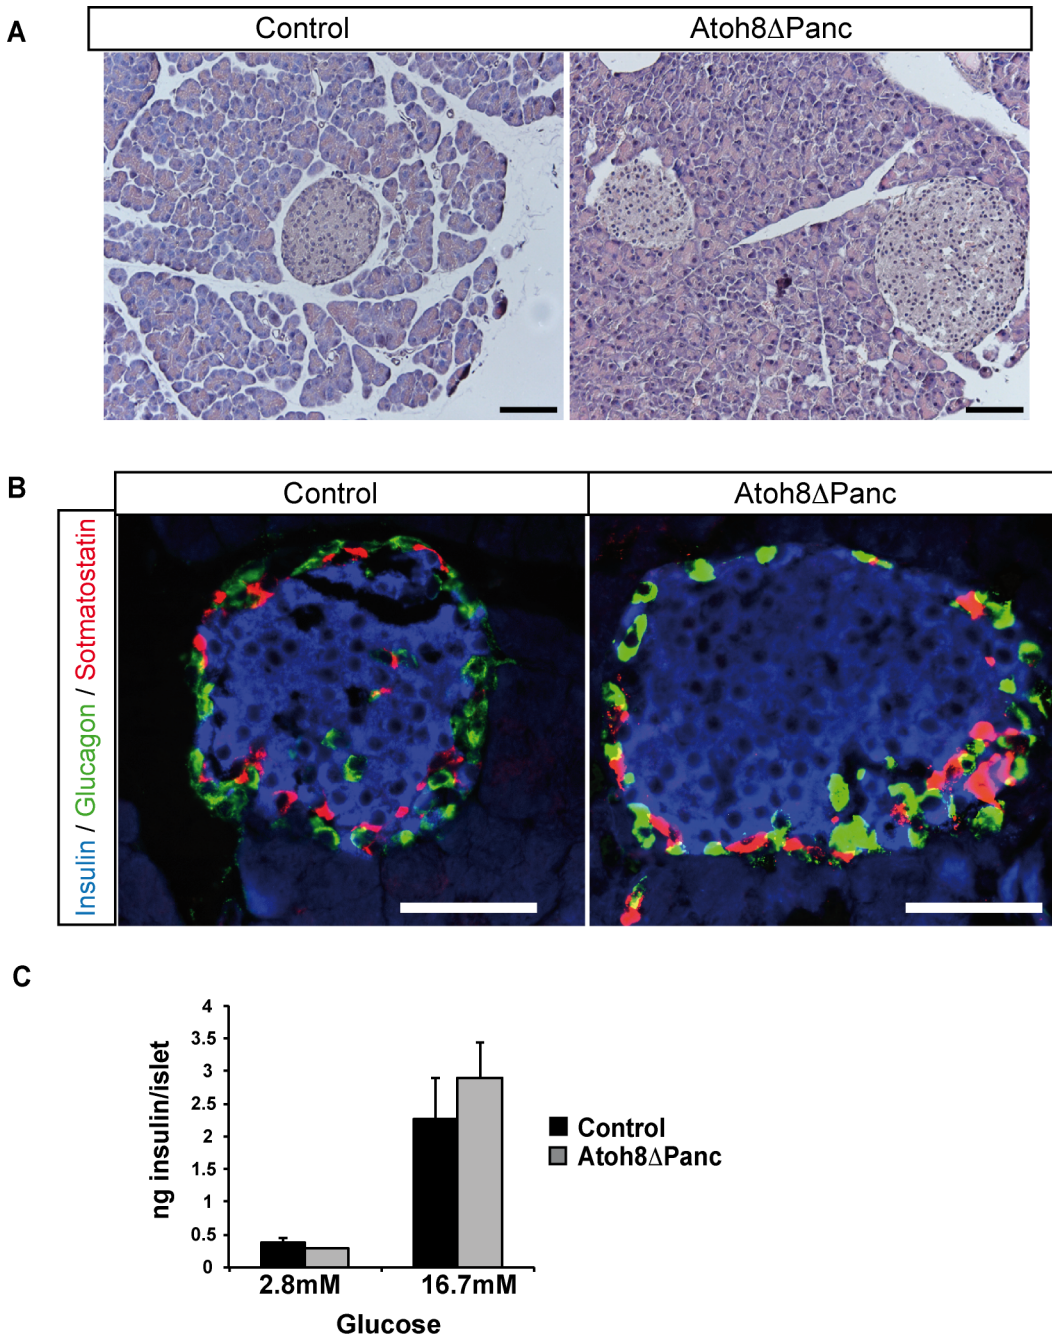 A
Control
Atoh8ΔPanc
B
Control
Atoh8ΔPanc
Insulin / Glucagon / Sotmatostatin
C
4
3.5
3
2.5
2
1.5
1
0.5
0
ng insulin/islet
2.8mM
16.7mM
Glucose
Control
Atoh8ΔPanc